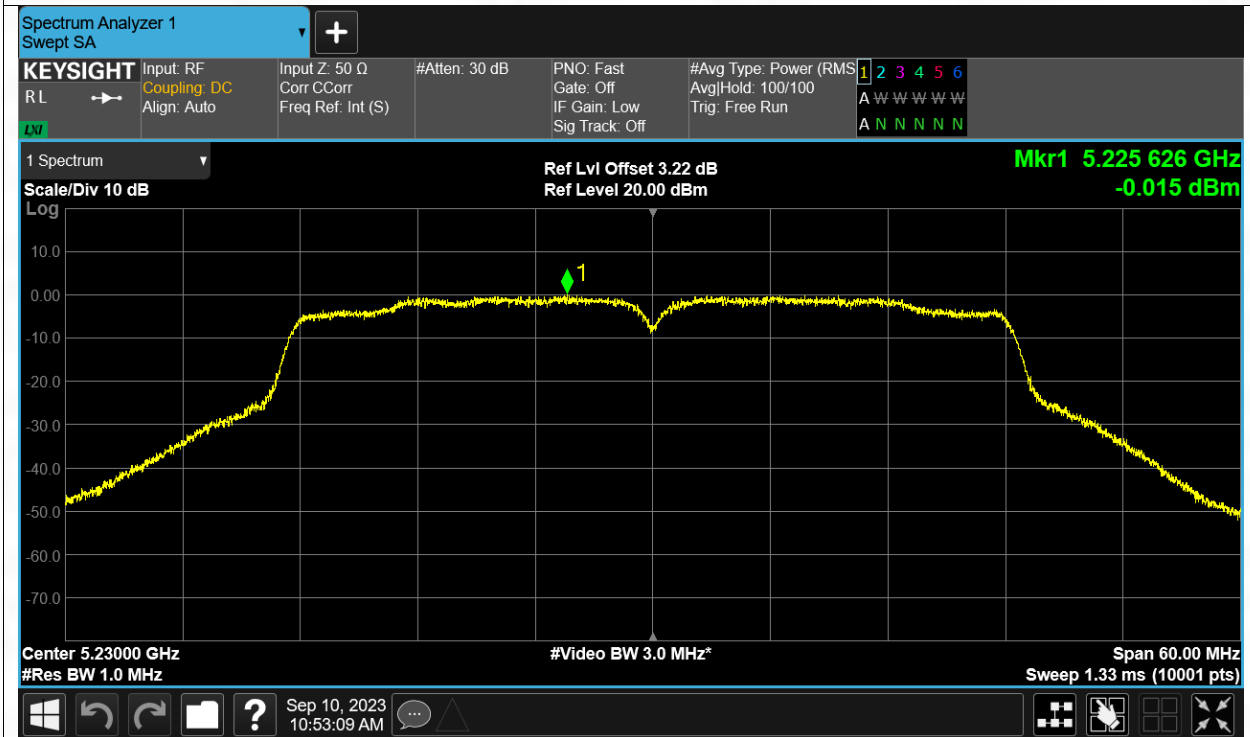 Spectrum Analyzer 1
Swept SA
+
KEYSIGHT
R L
LXI
Input: RF
Coupling: DC
Align: Auto
Input Z: 50 Ω
Corr CCorr
Freq Ref: Int (S)
#Atten: 30 dB
PNO: Fast
Gate: Off
IF Gain: Low
Sig Track: Off
#Avg Type: Power (RMS
Avg|Hold: 100/100
Trig: Free Run
1 2 3 4 5 6
A W W W W W
A N N N N N
1 Spectrum
Scale/Div 10 dB
Log
Ref Lvl Offset 3.22 dB
Ref Level 20.00 dBm
Mkr1 5.225 626 GHz
-0.015 dBm
10.0
0.00
-10.0
-20.0
-30.0
-40.0
-50.0
-60.0
-70.0
1
Center 5.23000 GHz
#Res BW 1.0 MHz
#Video BW 3.0 MHz*
Span 60.00 MHz
Sweep 1.33 ms (10001 pts)
?
Sep 10, 2023
10:53:09 AM